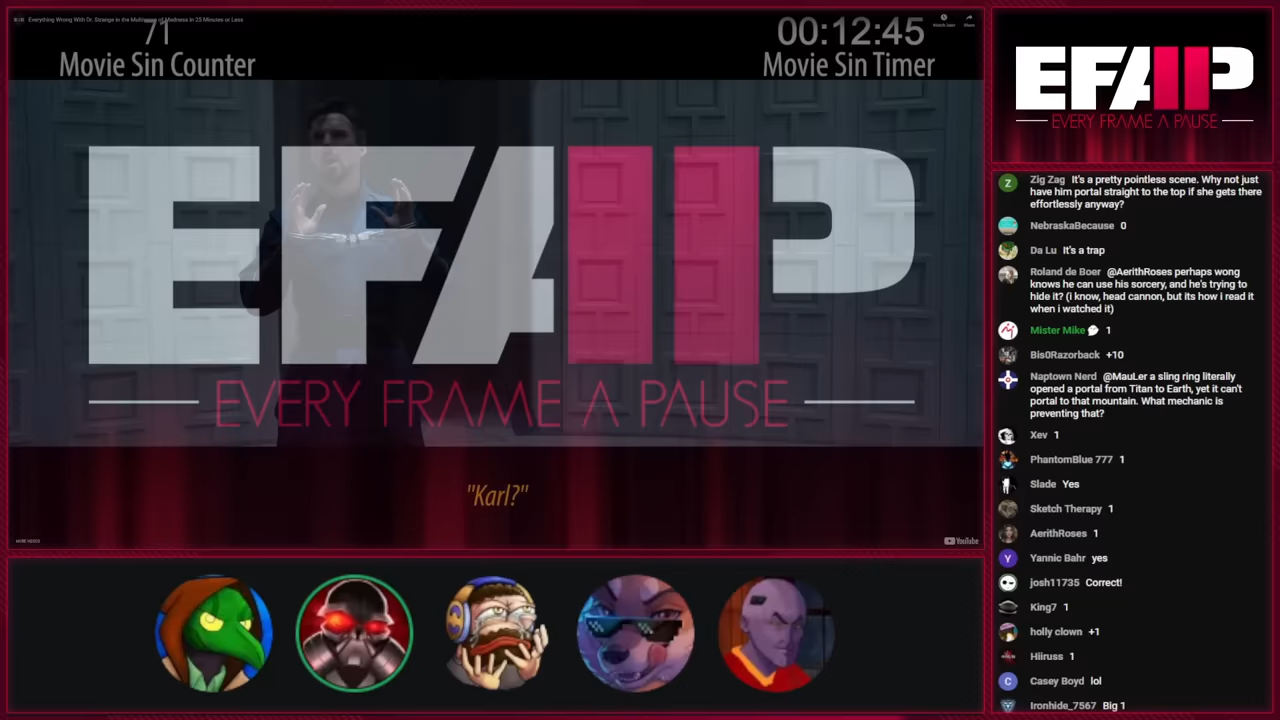 Everything Wrong With Dr. Strange in the Multiverse of Madness In 23 Minutes or Less
71
Movie Sin Counter
00:12:45
Movie Sin Timer
Watch later
Share
EFAP
EVERY FRAME A PAUSE
"Karl?"
MORE VIDEOS
YouTube
EFAP
EVERY FRAME A PAUSE
Z
Zig Zag It's a pretty pointless scene. Why not just
have him portal straight to the top if she gets there
effortlessly anyway?
NebraskaBecause 0
Da Lu It's a trap
Roland de Boer @AerithRoses perhaps wong
knows he can use his sorcery, and he's trying to
hide it? (i know, head cannon, but its how i read it
when i watched it)
Mister Mike 1
Bis0Razorback +10
Naptown Nerd @MauLer a sling ring literally
opened a portal from Titan to Earth, yet it can't
portal to that mountain. What mechanic is
preventing that?
Xev 1
PhantomBlue 777 1
Slade Yes
Sketch Therapy 1
AerithRoses 1
Y
Yannic Bahr yes
josh11735 Correct!
King7 1
holly clown +1
Hiiruss 1
C
Casey Boyd lol
Ironhide_7567 Big 1